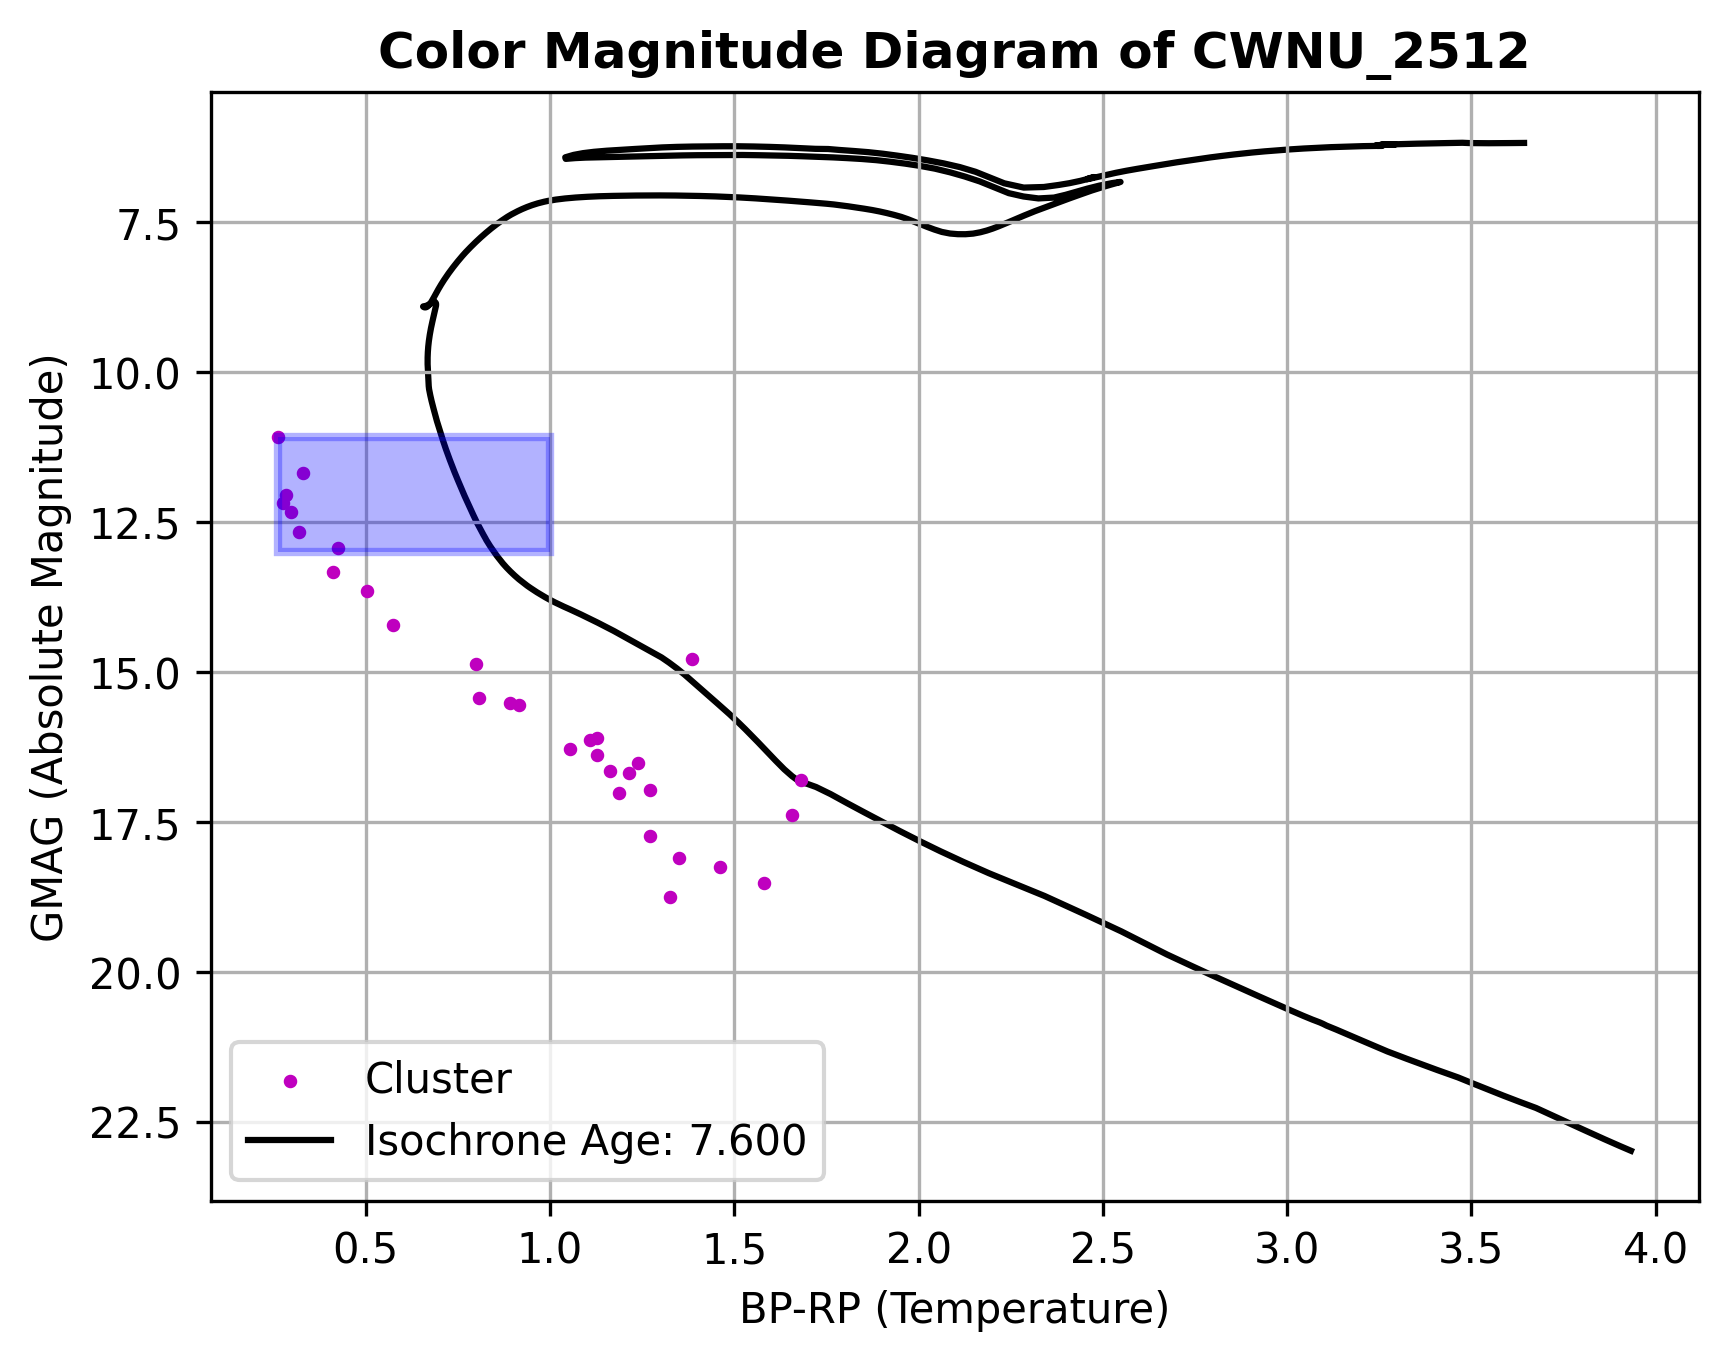 Color Magnitude Diagram of CWNU_2512
GMAG (Absolute Magnitude)
7.5
10.0
12.5
15.0
17.5
20.0
22.5
Cluster
Isochrone Age: 7.600
0.5 1.0 1.5 2.0 2.5 3.0 3.5 4.0
BP-RP (Temperature)